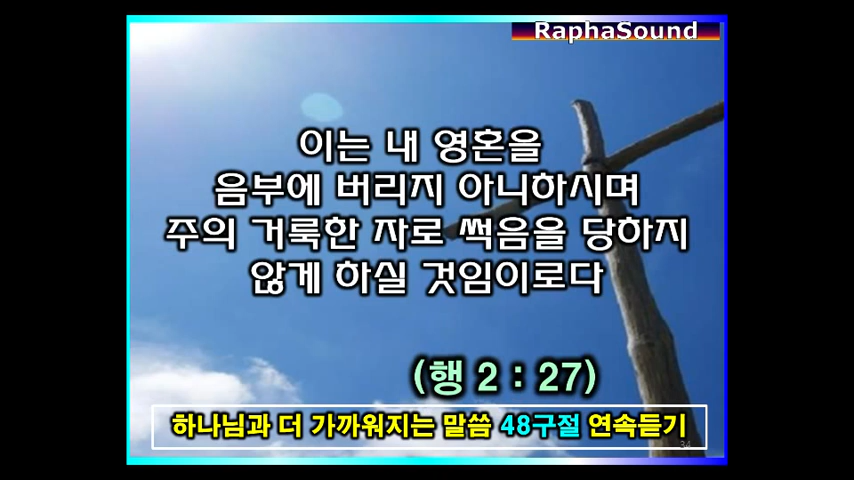 RaphaSound
이는 내 영혼을
음부에 버리지 아니하시며
주의 거룩한 자로 썩음을 당하지
않게 하실 것임이로다
(행 2 : 27)
하나님과 더 가까워지는 말씀 48구절 연속듣기
34